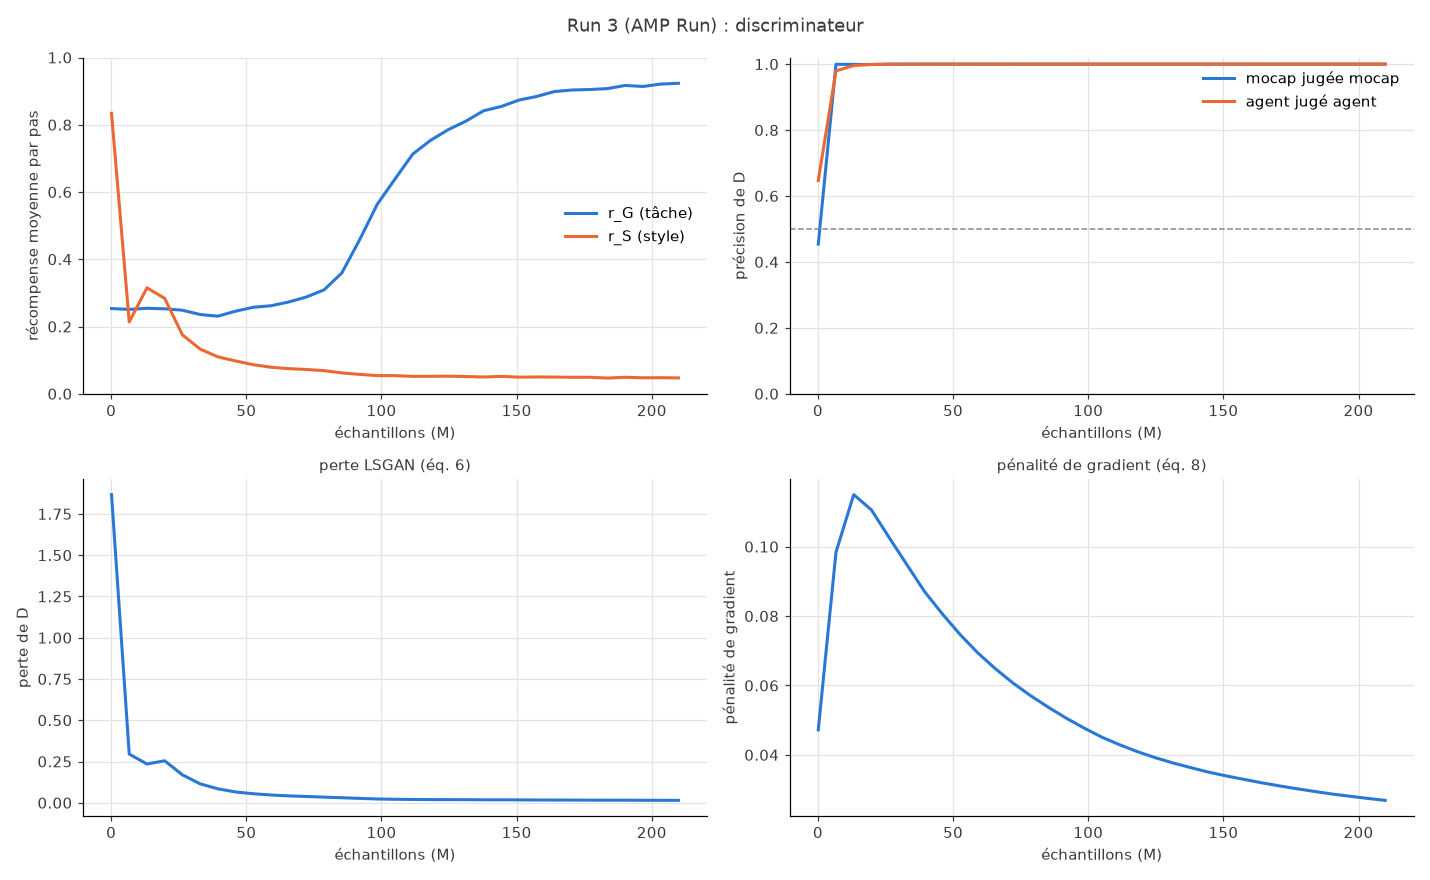 Run 3 (AMP Run) : discriminateur
récompense moyenne par pas
1.0
0.8
0.6
0.4
0.2
0.0
r_G (tâche)
r_S (style)
0
50
100
150
200
échantillons (M)
précision de D
1.0
0.8
0.6
0.4
0.2
0.0
mocap jugée mocap
agent jugé agent
0
50
100
150
200
échantillons (M)
perte LSGAN (éq. 6)
perte de D
1.75
1.50
1.25
1.00
0.75
0.50
0.25
0.00
0
50
100
150
200
échantillons (M)
pénalité de gradient (éq. 8)
pénalité de gradient
0.10
0.08
0.06
0.04
0
50
100
150
200
échantillons (M)